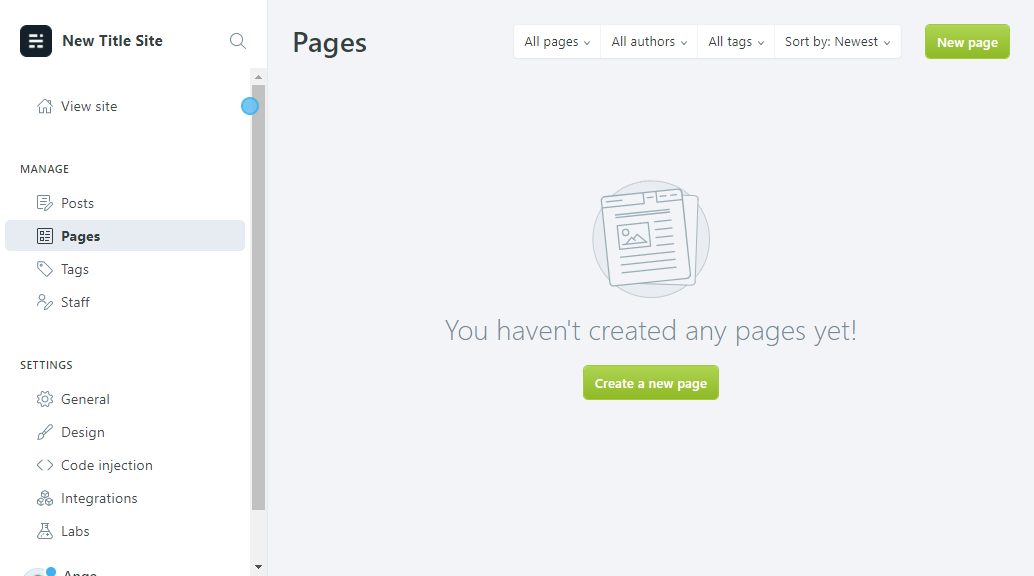 New Title Site
View site
MANAGE
Posts
Pages
Tags
Staff
SETTINGS
General
Design
Code injection
Integrations
Labs
Pages
All pages
All authors
All tags
Sort by: Newest
New page
You haven't created any pages yet!
Create a new page